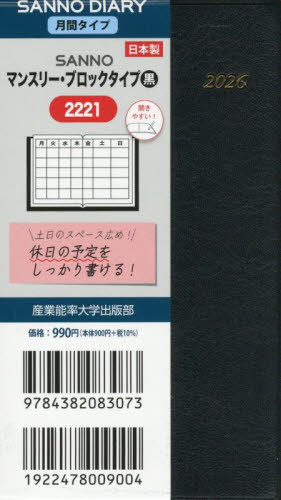 SANNO DIARY
月間タイプ
日本製
SANNO
マンスリー・ブロックタイプ黒
2221
開き
やすい!
月 火 水 木 金 土 日
土日のスペース広め!
休日の予定を
しっかり書ける!
産業能率大学出版部
価格:990円(本体900円+税10%)
9784382083073
1922478009004
2026